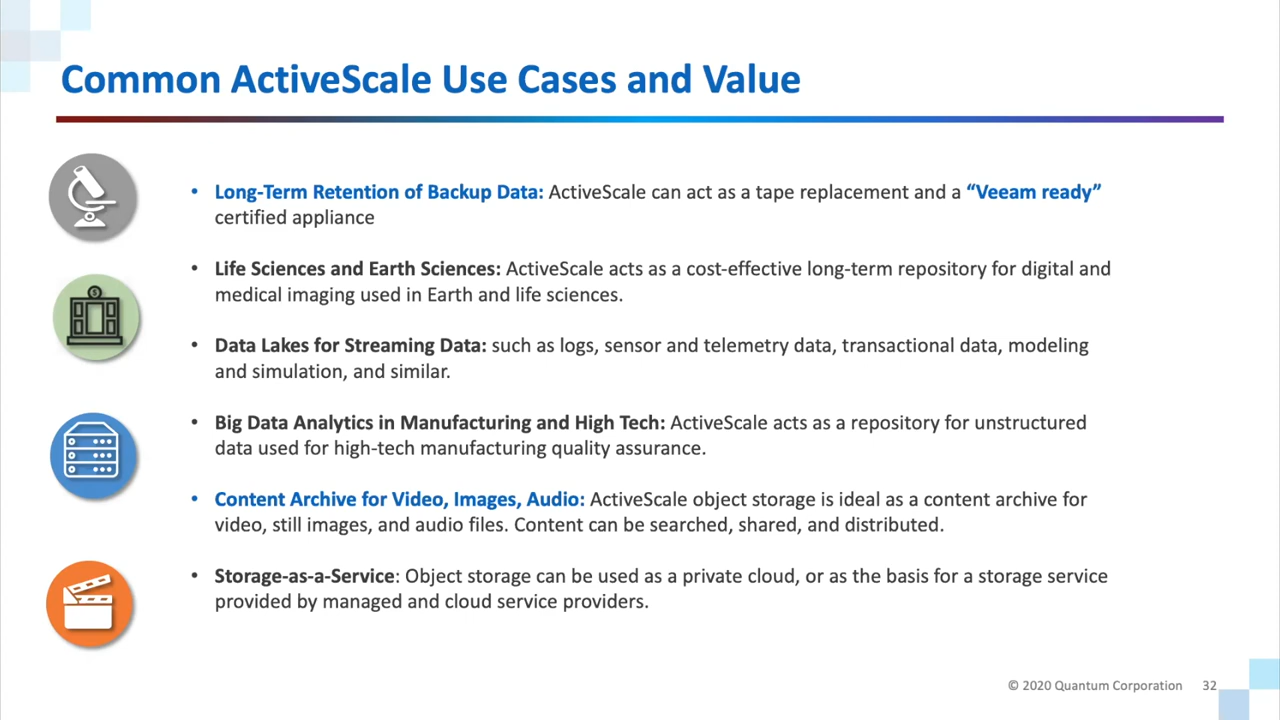 Common ActiveScale Use Cases and Value
• Long-Term Retention of Backup Data: ActiveScale can act as a tape replacement and a “Veeam ready”
certified appliance
• Life Sciences and Earth Sciences: ActiveScale acts as a cost-effective long-term repository for digital and
medical imaging used in Earth and life sciences.
• Data Lakes for Streaming Data: such as logs, sensor and telemetry data, transactional data, modeling
and simulation, and similar.
• Big Data Analytics in Manufacturing and High Tech: ActiveScale acts as a repository for unstructured
data used for high-tech manufacturing quality assurance.
• Content Archive for Video, Images, Audio: ActiveScale object storage is ideal as a content archive for
video, still images, and audio files. Content can be searched, shared, and distributed.
• Storage-as-a-Service: Object storage can be used as a private cloud, or as the basis for a storage service
provided by managed and cloud service providers.
© 2020 Quantum Corporation 32